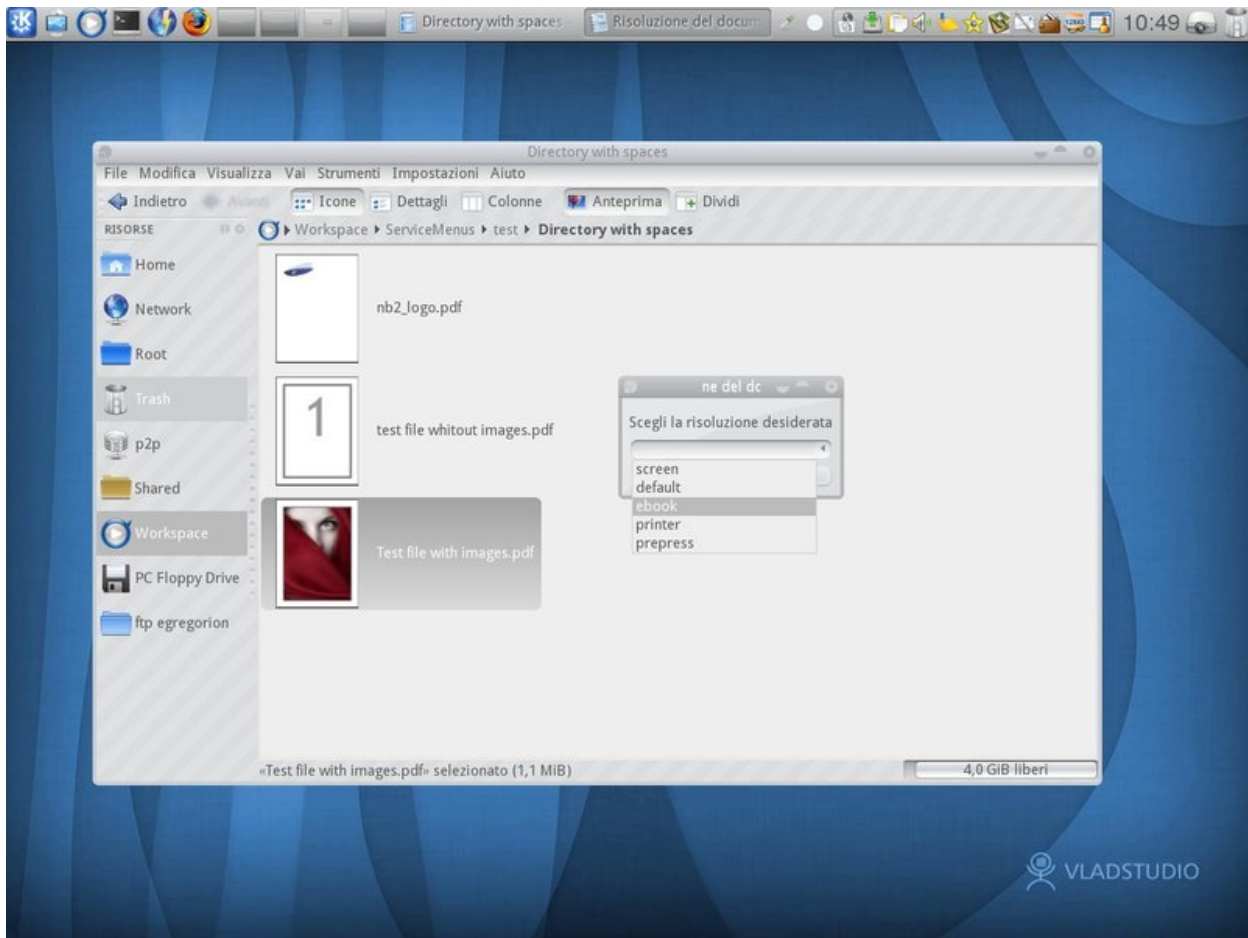 Directory with spaces
Risoluzione del docum
10:49
Directory with spaces
File Modifica Visualizza Vai Strumenti Impostazioni Aiuto
Indietro Avanti Icone Dettagli Colonne Anteprima Dividi
RISORSE
Workspace ServiceMenus test Directory with spaces
Home
Network
Root
Trash
p2p
Shared
Workspace
PC Floppy Drive
ftp egregorion
nb2_logo.pdf
1
test file whitout images.pdf
Test file with images.pdf
ne del dc
Scegli la risoluzione desiderata
screen
default
ebook
printer
prepress
«Test file with images.pdf» selezionato (1,1 MiB)
4,0 GiB liberi
VLADSTUDIO